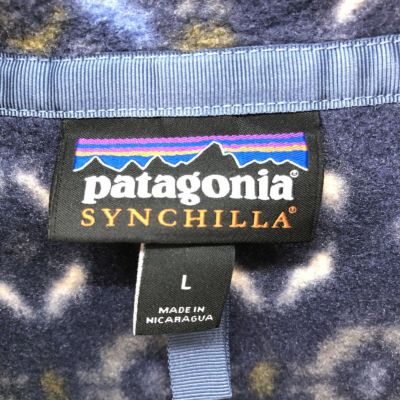 patagonia®
SYNCHILLA®
L
MADE IN
NICARAGUA